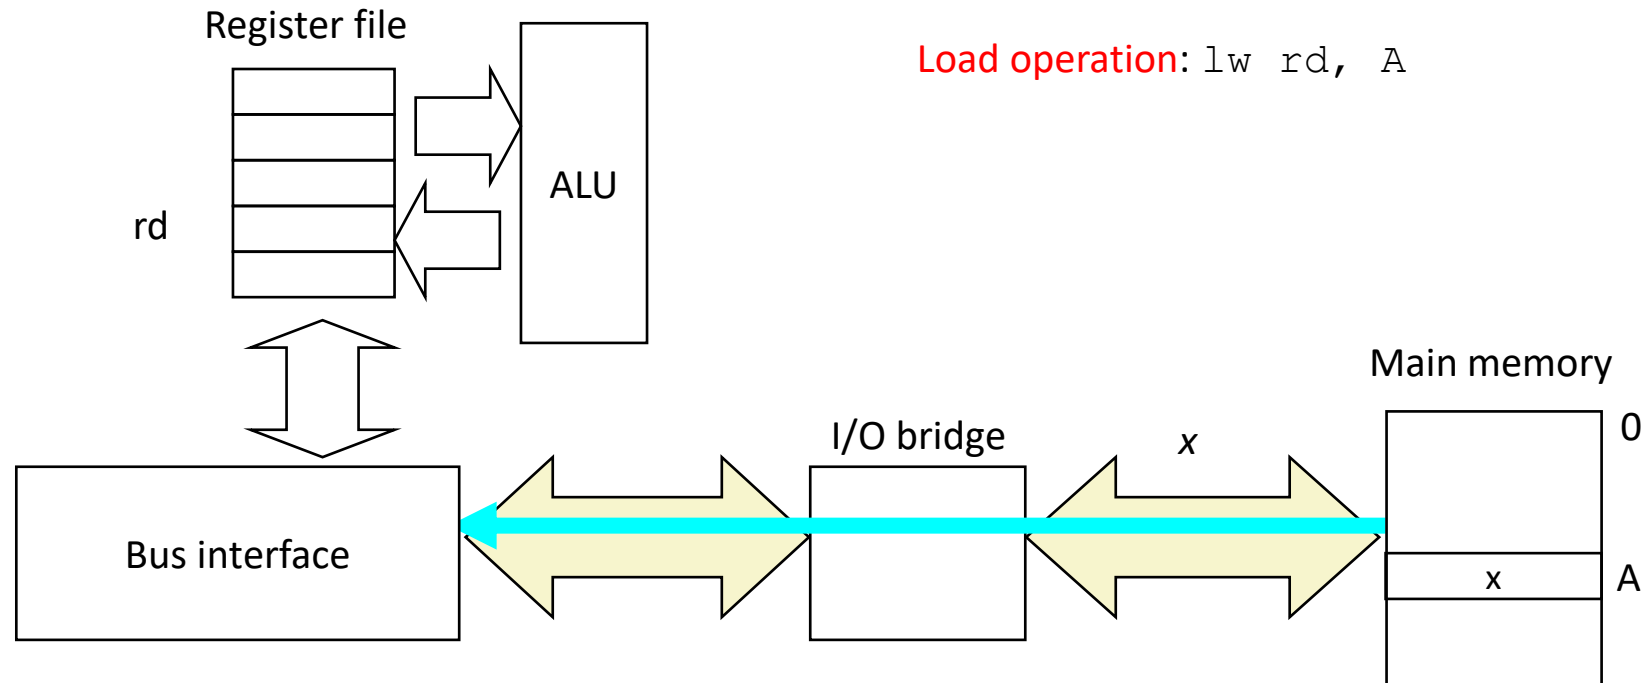 Register file
Load operation: lw rd, A
ALU
rd
Main memory
I/O bridge
x
0
Bus interface
x
A